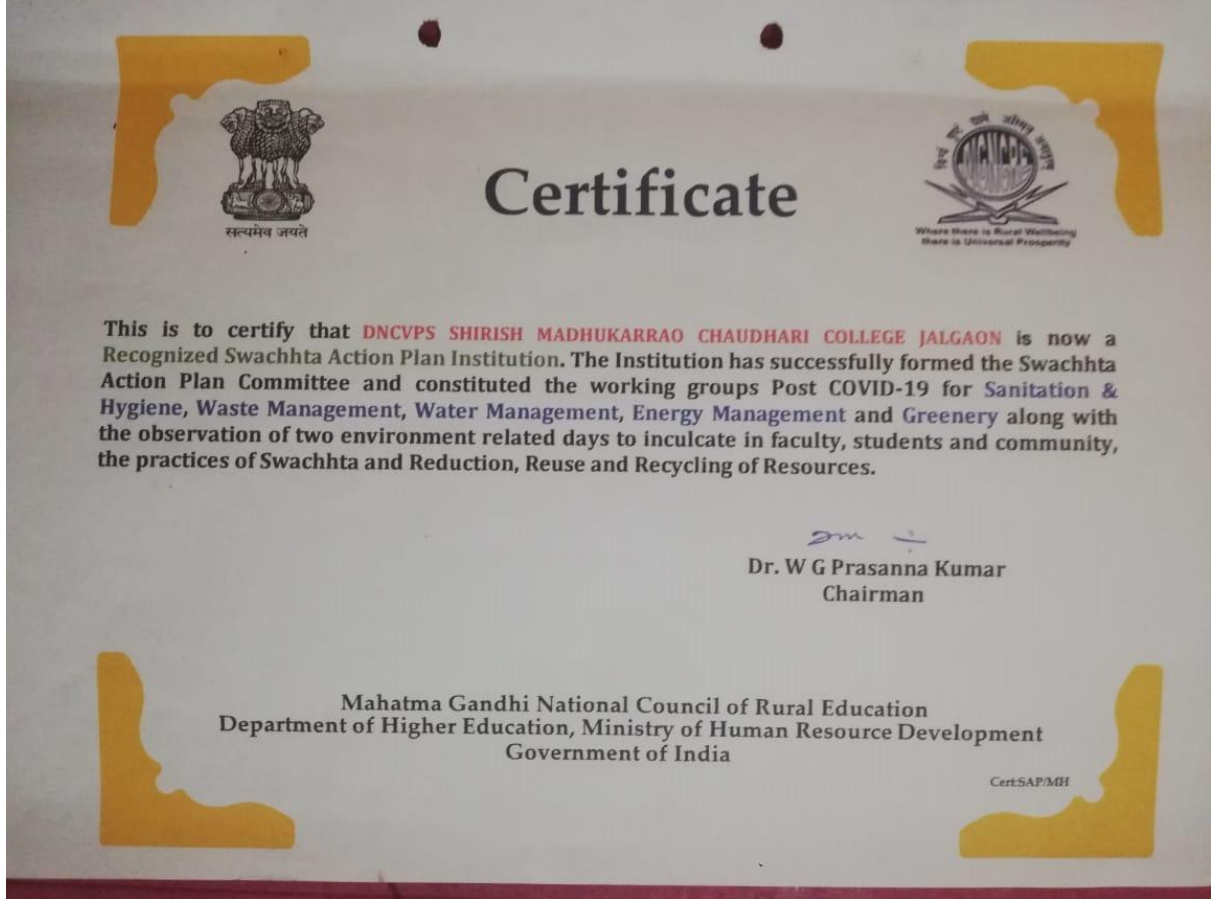 सत्यमेव जयते
Certificate
Where there is Rural Wellbeing
there is Universal Prosperity
This is to certify that DNCVPS SHIRISH MADHUKARRAO CHAUDHARI COLLEGE JALGAON is now a
Recognized Swachhta Action Plan Institution. The Institution has successfully formed the Swachhta
Action Plan Committee and constituted the working groups Post COVID-19 for Sanitation &
Hygiene, Waste Management, Water Management, Energy Management and Greenery along with
the observation of two environment related days to inculcate in faculty, students and community,
the practices of Swachhta and Reduction, Reuse and Recycling of Resources.
Dr. W G Prasanna Kumar
Chairman
Mahatma Gandhi National Council of Rural Education
Department of Higher Education, Ministry of Human Resource Development
Government of India
Cert:SAP/MH